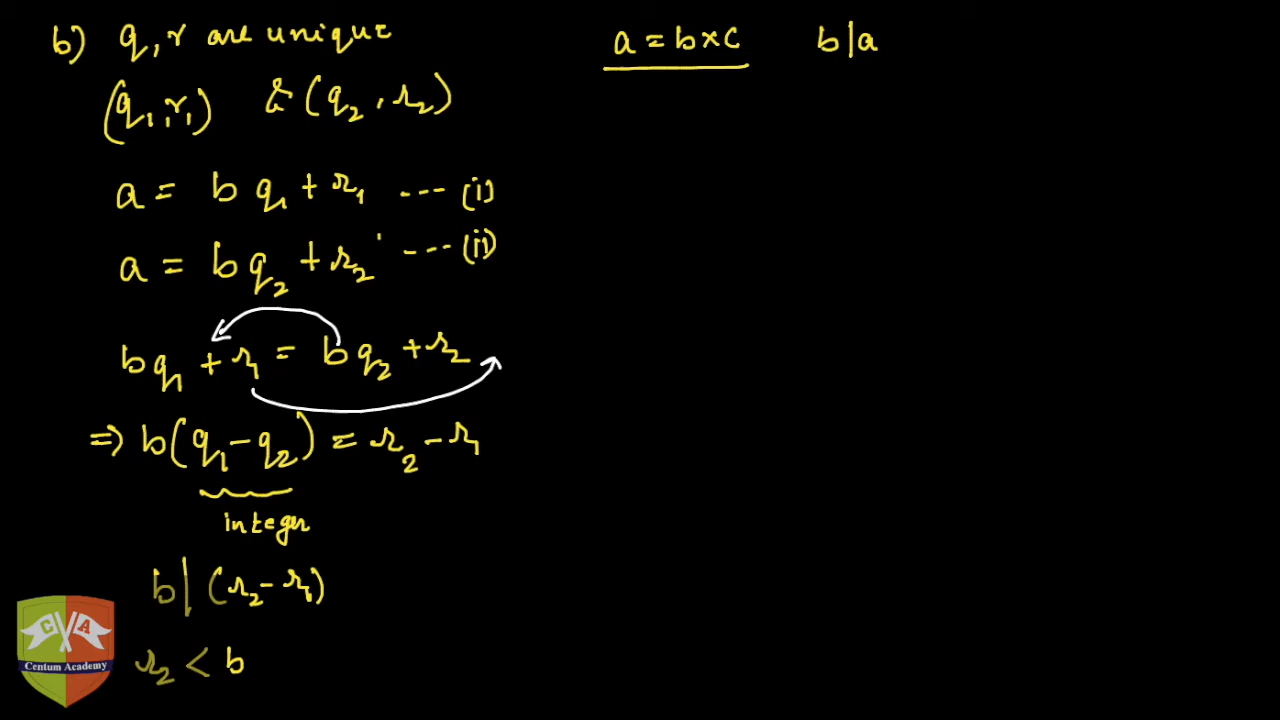 b) q, r are unique
(q₁, r₁) & (q₂, r₂)
a = b q₁ + r₁ ---- (i)
a = b q₂ + r₂ ---- (ii)
b q₁ + r₁ = b q₂ + r₂
⇒ b(q₁ - q₂) = r₂ - r₁
integer
b | (r₂ - r₁)
r₂ < b
a = b × c b | a
CA
Centum Academy